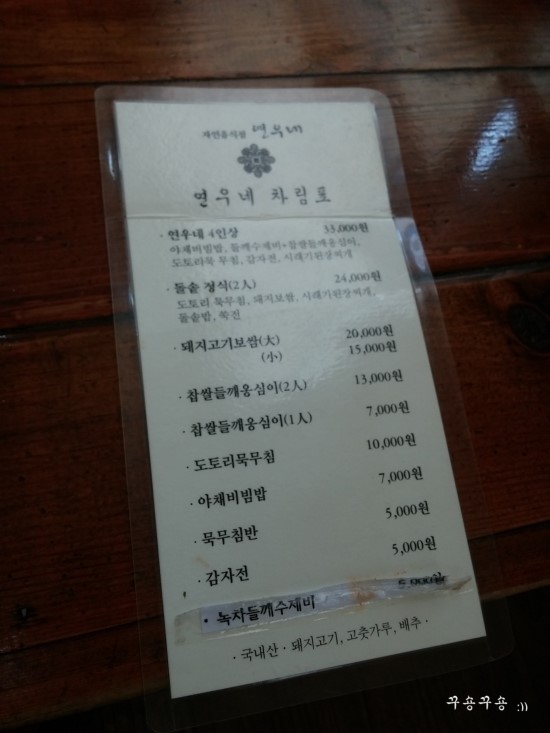 자연음식점 연우네
연우네 차림표
· 연우네 4인상 33,000원
야채비빔밥, 들깨수제비+찹쌀들깨옹심이,
도토리묵 무침, 감자전, 시래기된장찌개
· 돌솥 정식(2人) 24,000원
도토리 묵무침, 돼지보쌈, 시래기된장찌개,
돌솥밥, 쑥전
· 돼지고기보쌈(大) 20,000원
(小) 15,000원
· 찹쌀들깨옹심이(2人) 13,000원
· 찹쌀들깨옹심이(1人) 7,000원
· 도토리묵무침 10,000원
· 야채비빔밥 7,000원
· 묵무침반 5,000원
· 감자전 5,000원
· 녹차들깨수제비 6,000원
· 국내산 · 돼지고기, 고춧가루, 배추 ·
꾸욤꾸욤 :))